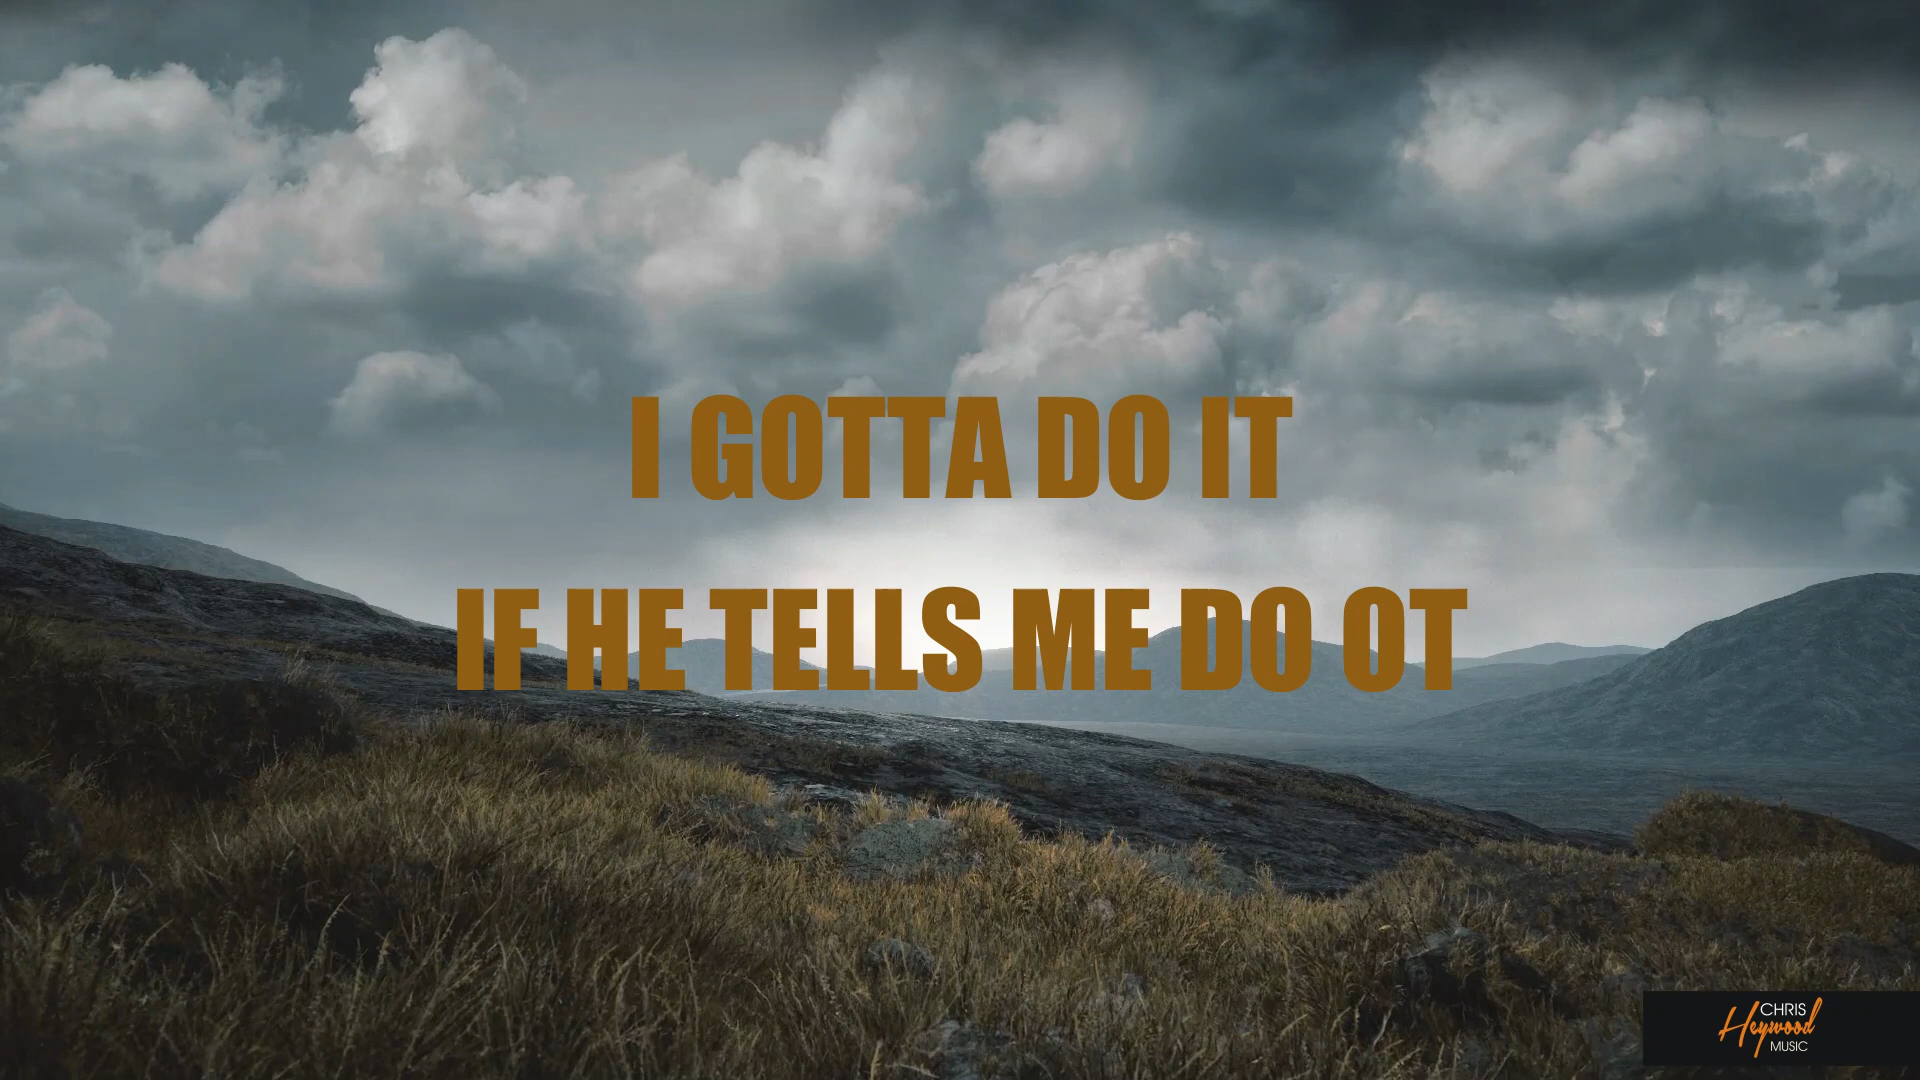 I GOTTA DO IT
IF HE TELLS ME DO OT
CHRIS
Heywood
MUSIC